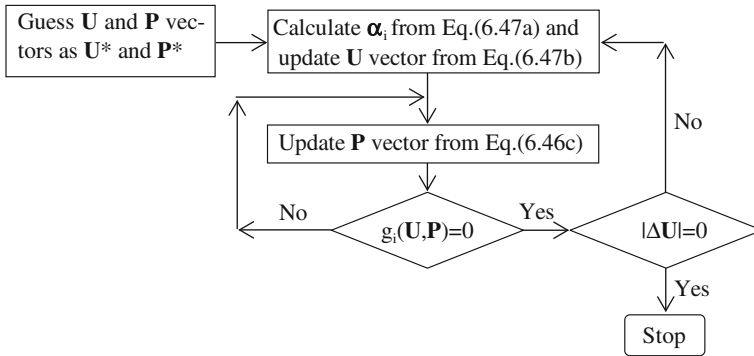 Guess U and P vec-
tors as U* and P*
Calculate αi from Eq.(6.47a) and
update U vector from Eq.(6.47b)
No
Update P vector from Eq.(6.46c)
No
gi(U,P)=0
Yes
|ΔU|=0
Yes
Stop